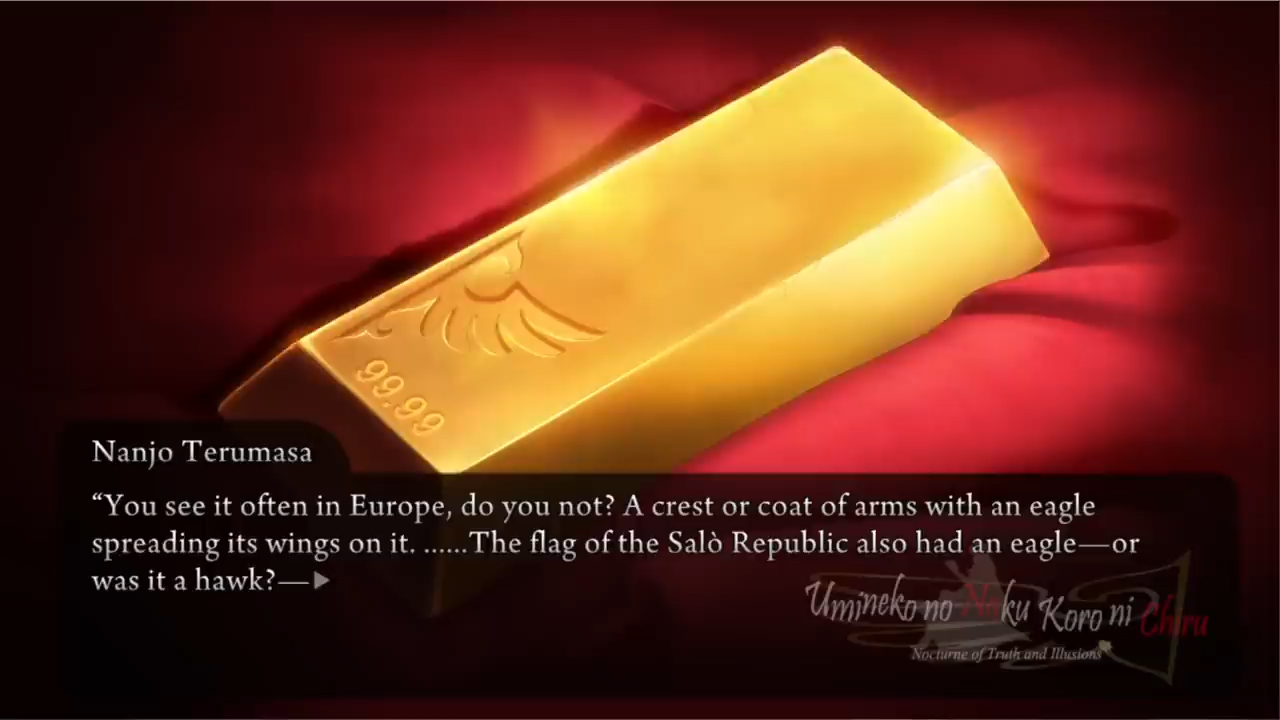 99.99
Nanjo Terumasa
“You see it often in Europe, do you not? A crest or coat of arms with an eagle
spreading its wings on it. ......The flag of the Salò Republic also had an eagle—or
was it a hawk?—
Umineko no Naku Koro ni Chiru
Nocturne of Truth and Illusions